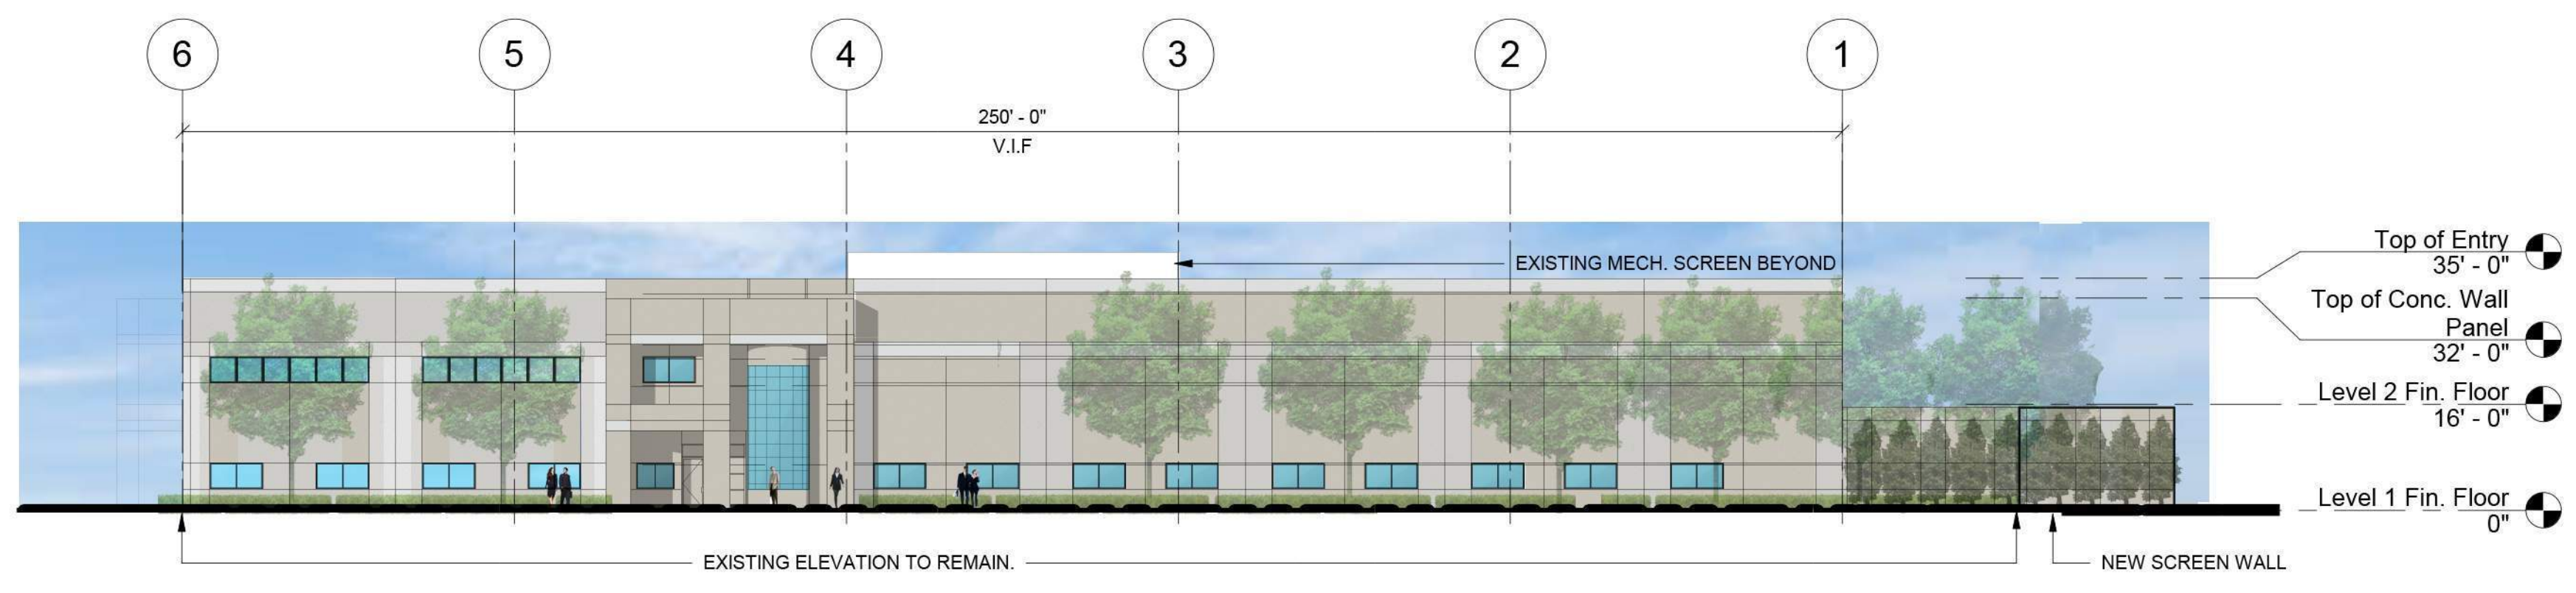 6 5 4 3 2 1
250' - 0"
V.I.F
EXISTING MECH. SCREEN BEYOND
Top of Entry
35' - 0"
Top of Conc. Wall
Panel
32' - 0"
Level 2 Fin. Floor
16' - 0"
Level 1 Fin. Floor
0"
EXISTING ELEVATION TO REMAIN.
NEW SCREEN WALL